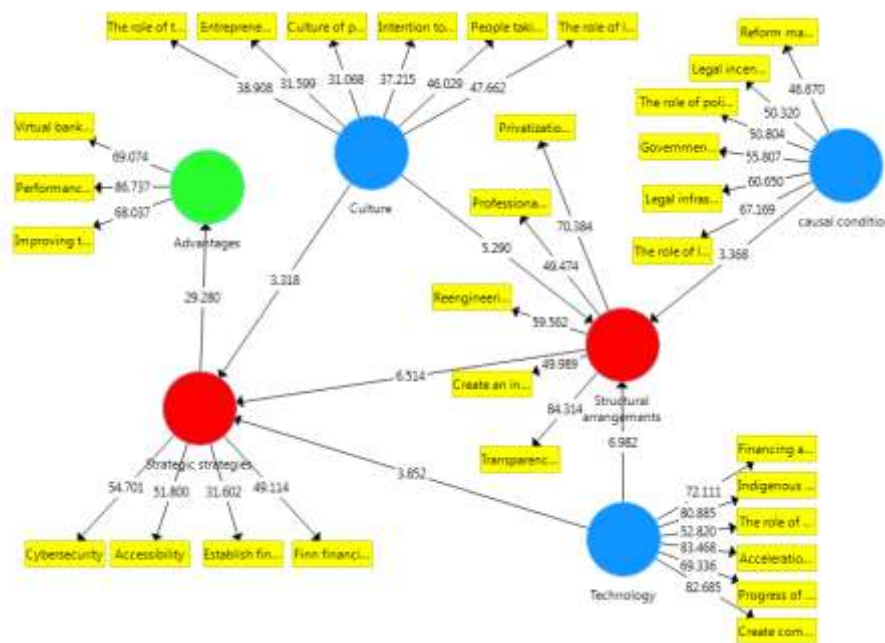 The role of t...
Entreprene...
Culture of p...
Intention to...
People taki...
The role of l...
Reform ma...
38.908
31.599
31.068
37.215
46.029
47.662
Legal incen...
46.670
The role of poli...
50.320
Virtual bank...
Privatizatio...
50.804
69.074
Governmen...
55.807
Performanc...
86.737
Professiona...
Legal infras...
60.650
Improving t...
68.037
Culture
67.169
Advantages
70.384
The role of l...
causal condition
5.290
49.474
3.368
29.280
3.318
Reengineeri...
59.562
6.514
Create an in...
49.989
Structural
arrangements
84.314
6.982
Transparenc...
Strategic strategies
3.852
Financing a...
54.701
51.800
31.602
49.114
72.111
Indigenous ...
80.885
52.820
The role of ...
Cybersecurity
Accessibility
Establish fin...
Finn financi...
83.468
Acceleratio...
69.336
Technology
82.685
Progress of ...
Create com...